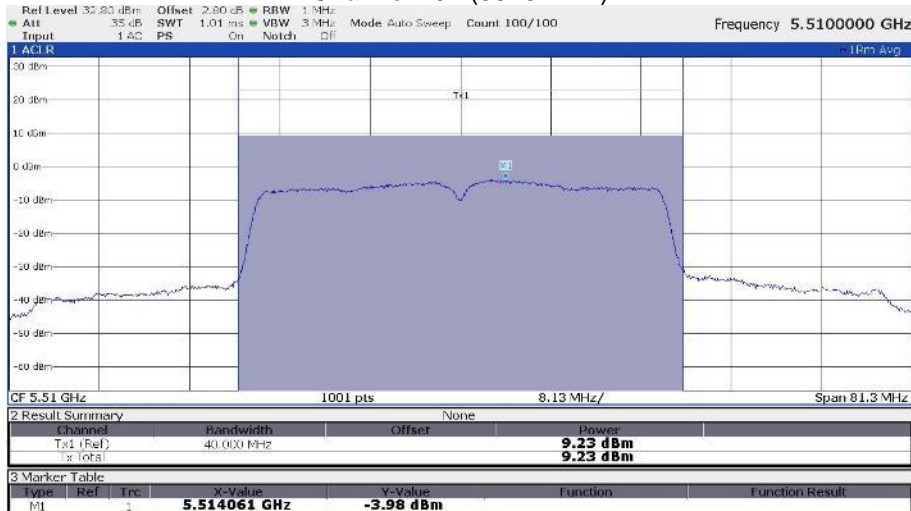 Ref Level 32.80 dBm Offset 2.80 dB RBW 1 MHz
Att 35 dB SWT 1.01 ms VBW 3 MHz Mode Auto Sweep Count 100/100 Frequency 5.5100000 GHz
Input 1 AC PS On Notch Off
1 ACLR 1Rm Avg
30 dBm
Tx1
20 dBm
10 dBm
0 dBm
M1
-10 dBm
-20 dBm
-30 dBm
-40 dBm
-50 dBm
-60 dBm
CF 5.51 GHz 1001 pts 8.13 MHz/ Span 81.3 MHz
2 Result Summary None
Channel Bandwidth Offset Power
Tx1 (Ref) 40.000 MHz 9.23 dBm
Tx Total 9.23 dBm
3 Marker Table
Type Ref Trc X-Value Y-Value Function Function Result
M1 1 5.514061 GHz -3.98 dBm